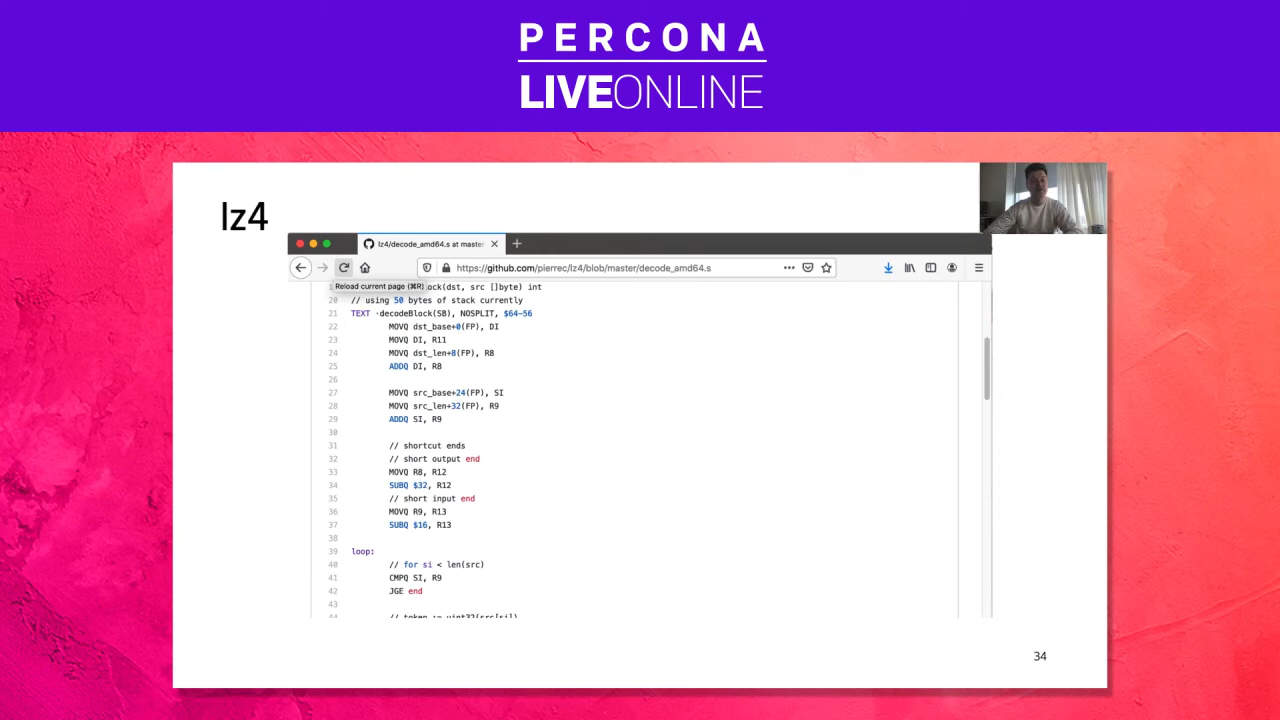 PERCONA
LIVEONLINE
lz4
lz4/decode_amd64.s at master
https://github.com/pierrec/lz4/blob/master/decode_amd64.s
Reload current page (⌘R)
lock(dst, src []byte) int
20 // using 50 bytes of stack currently
21 TEXT ·decodeBlock(SB), NOSPLIT, $64-56
22 MOVQ dst_base+0(FP), DI
23 MOVQ DI, R11
24 MOVQ dst_len+8(FP), R8
25 ADDQ DI, R8
26
27 MOVQ src_base+24(FP), SI
28 MOVQ src_len+32(FP), R9
29 ADDQ SI, R9
30
31 // shortcut ends
32 // short output end
33 MOVQ R8, R12
34 SUBQ $32, R12
35 // short input end
36 MOVQ R9, R13
37 SUBQ $16, R13
38
39 loop:
40 // for si < len(src)
41 CMPQ SI, R9
42 JGE end
43
44 // token := uint32(src[si])
34